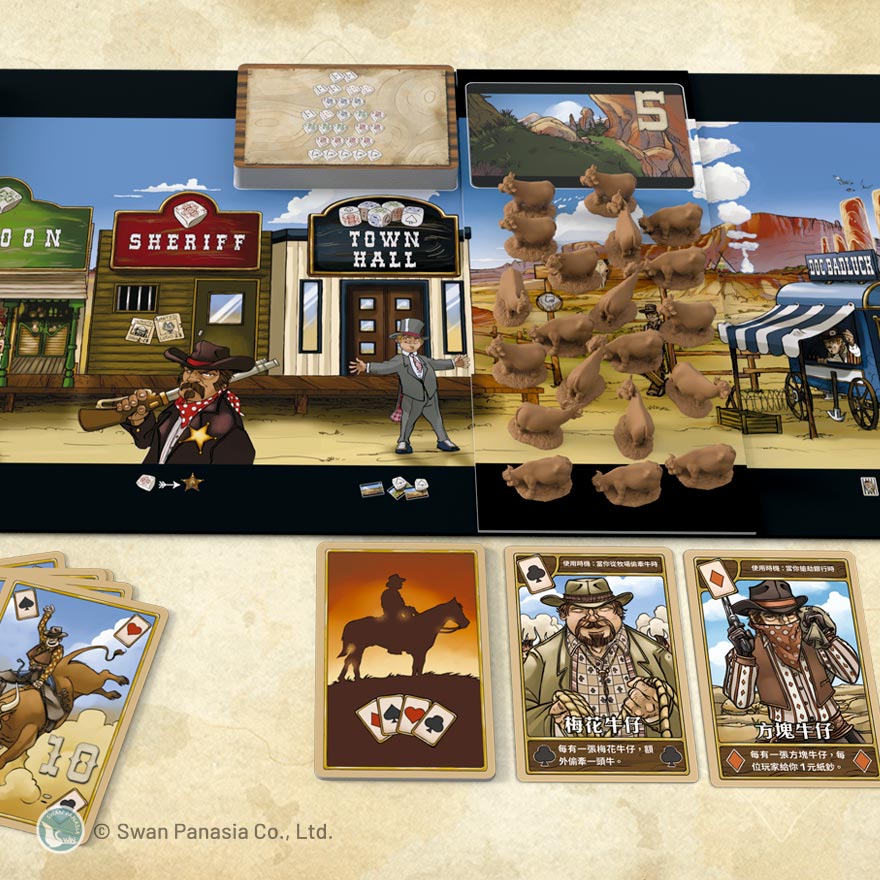 5
OON
SHERIFF
TOWN
HALL
DOC BADLUCK
使用時機：當你從牧場偷牽牛時
梅花牛仔
每有一張梅花牛仔，額
外偷牽一頭牛。
使用時機：當你搶劫銀行時
方塊牛仔
每有一張方塊牛仔，每
位玩家給你1元紙鈔。
10
© Swan Panasia Co., Ltd.